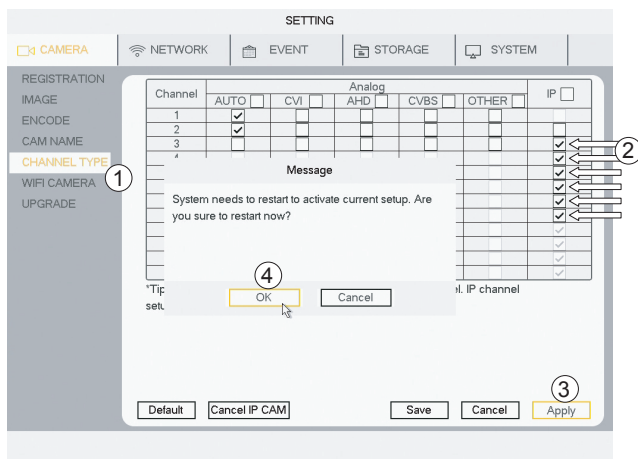 SETTING
CAMERA NETWORK EVENT STORAGE SYSTEM
REGISTRATION
IMAGE
ENCODE
CAM NAME
CHANNEL TYPE
WIFI CAMERA
UPGRADE
1
Channel Analog IP
AUTO CVI AHD CVBS OTHER
1
2
3
2
Message
System needs to restart to activate current setup. Are
you sure to restart now?
4
OK Cancel
*Tip el. IP channel
setu
3
Default Cancel IP CAM Save Cancel Apply